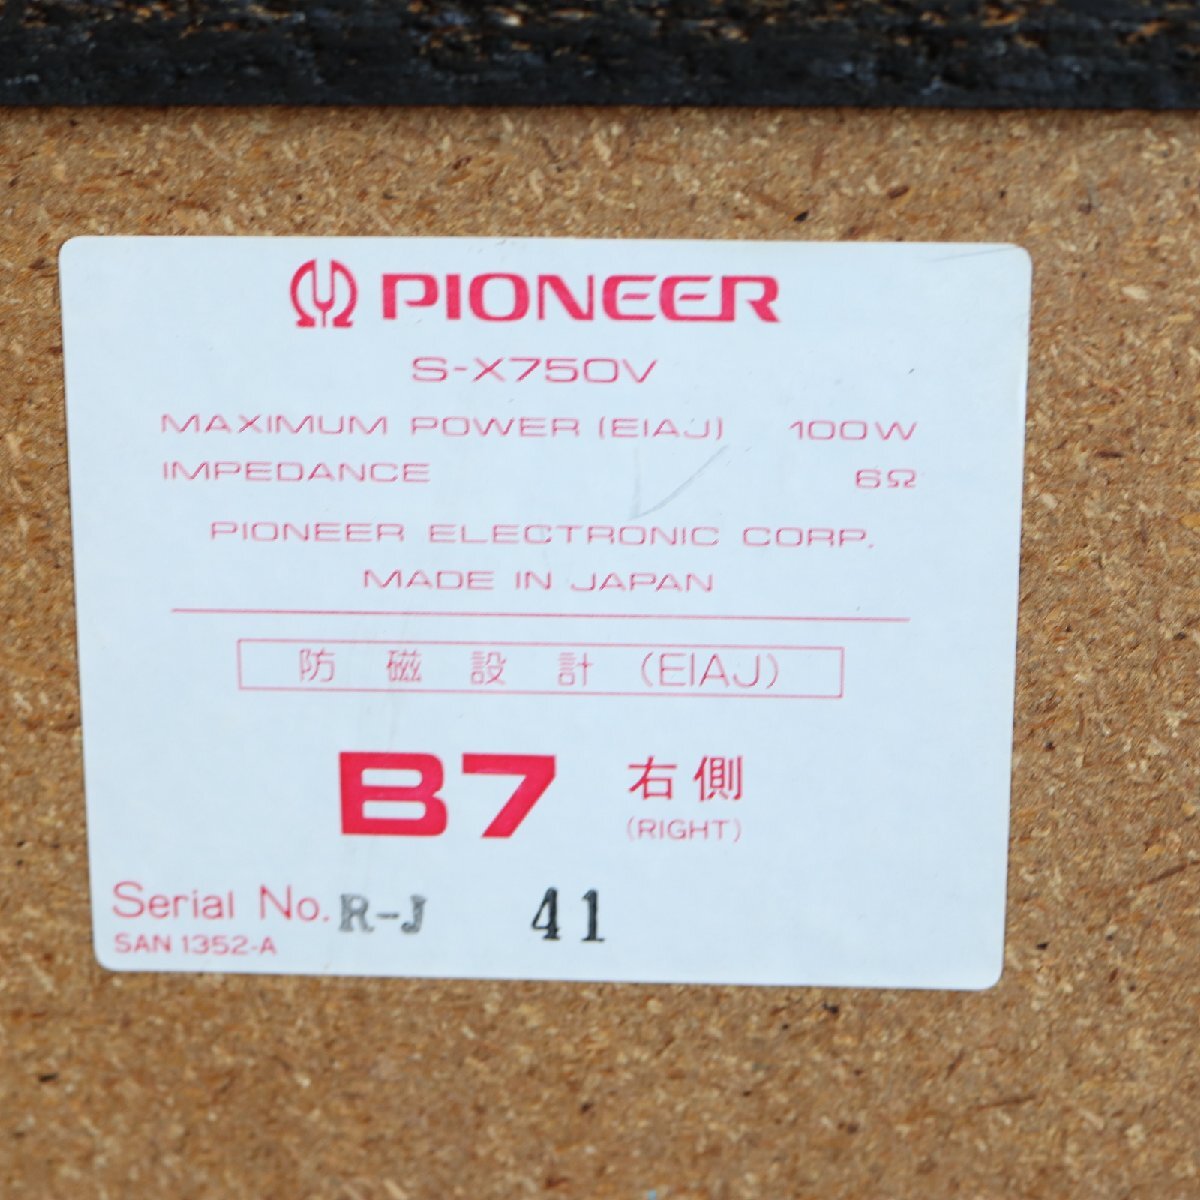 PIONEER
S-X750V
MAXIMUM POWER (EIAJ) 100W
IMPEDANCE 6Ω
PIONEER ELECTRONIC CORP.
MADE IN JAPAN
防磁設計 (EIAJ)
B7 右側
(RIGHT)
Serial No. R-J 41
SAN 1352-A